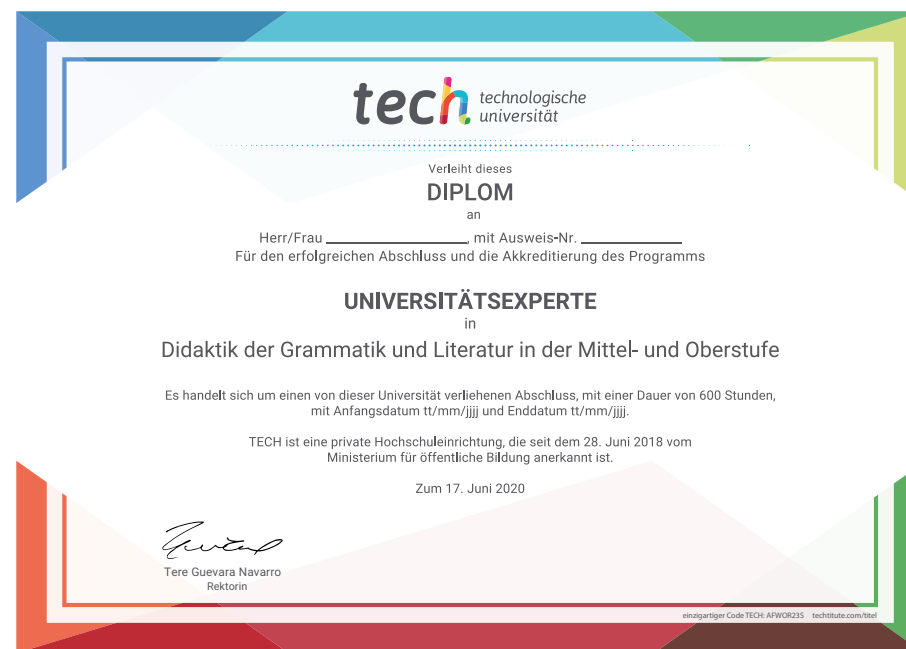 tech technologische
universität
Verleiht dieses
DIPLOM
an
Herr/Frau ____________________, mit Ausweis-Nr. ______________
Für den erfolgreichen Abschluss und die Akkreditierung des Programms
UNIVERSITÄTSEXPERTE
in
Didaktik der Grammatik und Literatur in der Mittel- und Oberstufe
Es handelt sich um einen von dieser Universität verliehenen Abschluss, mit einer Dauer von 600 Stunden,
mit Anfangsdatum tt/mm/jjjj und Enddatum tt/mm/jjjj.
TECH ist eine private Hochschuleinrichtung, die seit dem 28. Juni 2018 vom
Ministerium für öffentliche Bildung anerkannt ist.
Zum 17. Juni 2020
Tere Guevara Navarro
Rektorin
einzigartiger Code TECH: AFWOR23S techtitute.com/titel